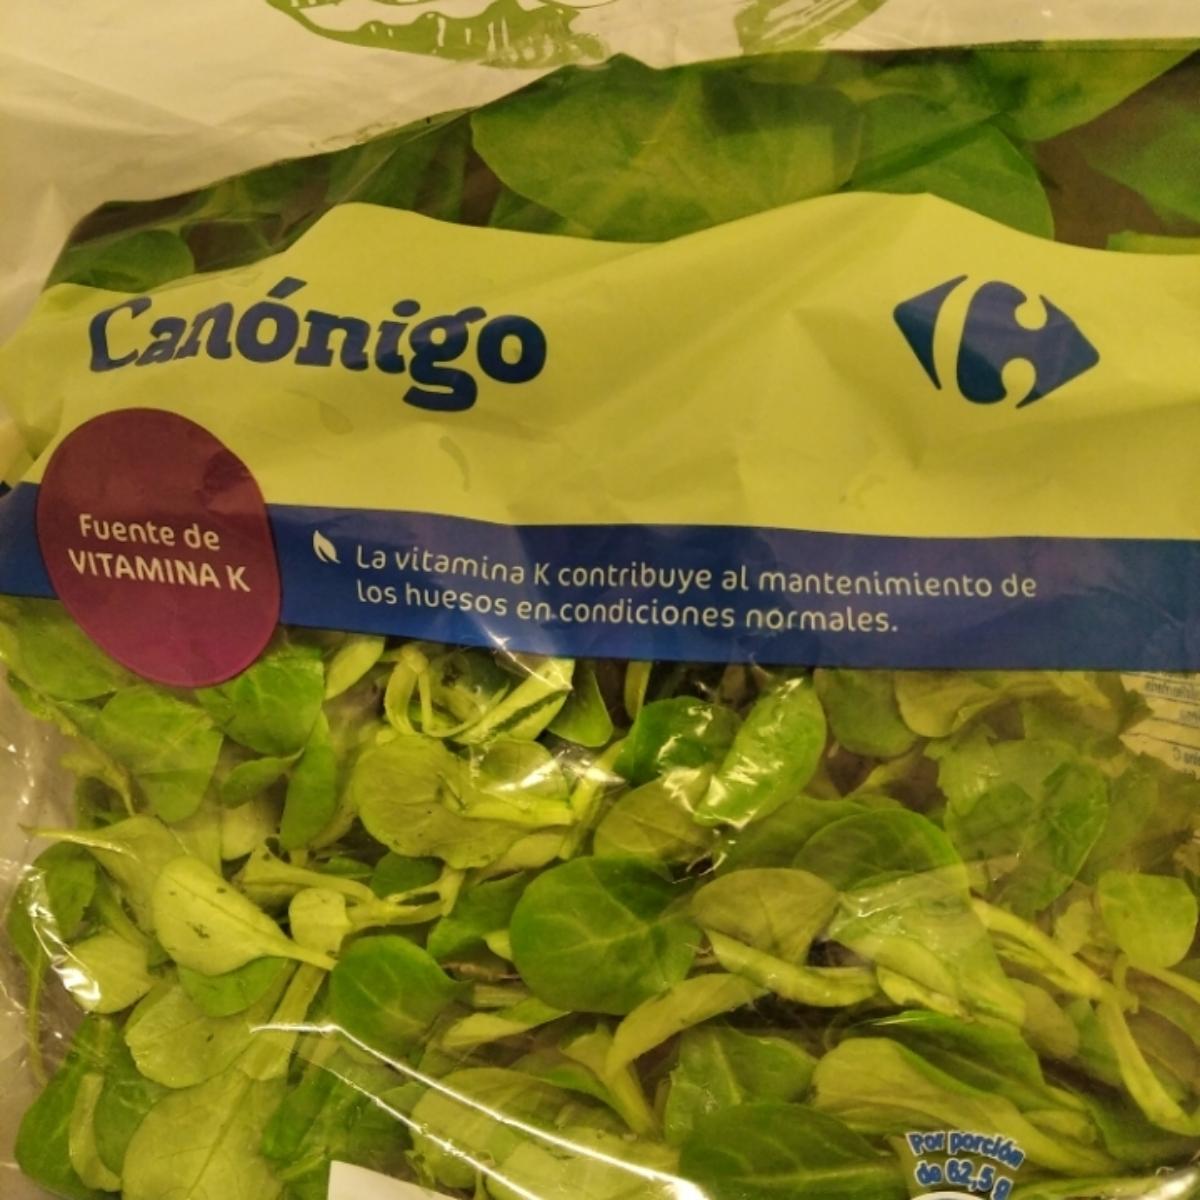 Canónigo
Fuente de
VITAMINA K
La vitamina K contribuye al mantenimiento de
los huesos en condiciones normales.
Por porción
de 62,5 g